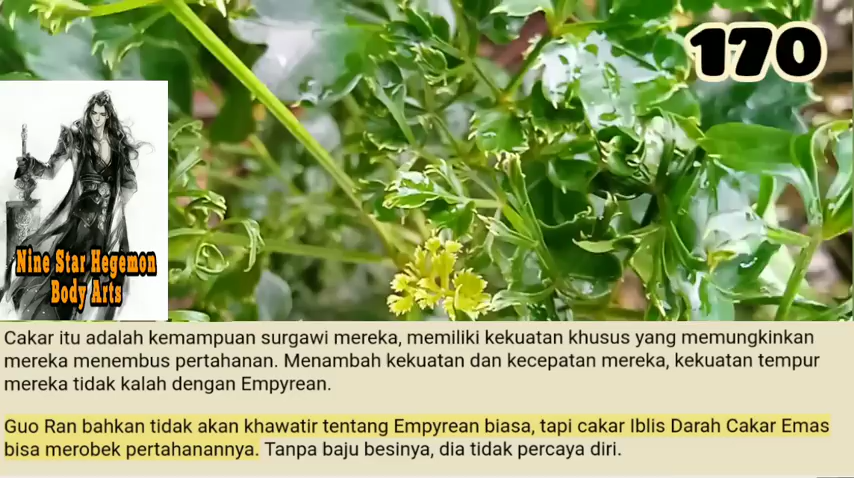 170
Nine Star Hegemon
Body Arts
Cakar itu adalah kemampuan surgawi mereka, memiliki kekuatan khusus yang memungkinkan
mereka menembus pertahanan. Menambah kekuatan dan kecepatan mereka, kekuatan tempur
mereka tidak kalah dengan Empyrean.
Guo Ran bahkan tidak akan khawatir tentang Empyrean biasa, tapi cakar Iblis Darah Cakar Emas
bisa merobek pertahanannya. Tanpa baju besinya, dia tidak percaya diri.